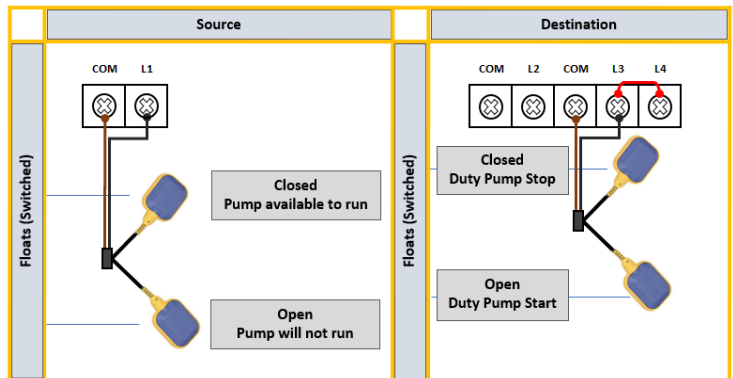 Source
Destination
Floats (Switched)
COM L1
Closed
Pump available to run
Open
Pump will not run
Floats (Switched)
COM L2 COM L3 L4
Closed
Duty Pump Stop
Open
Duty Pump Start